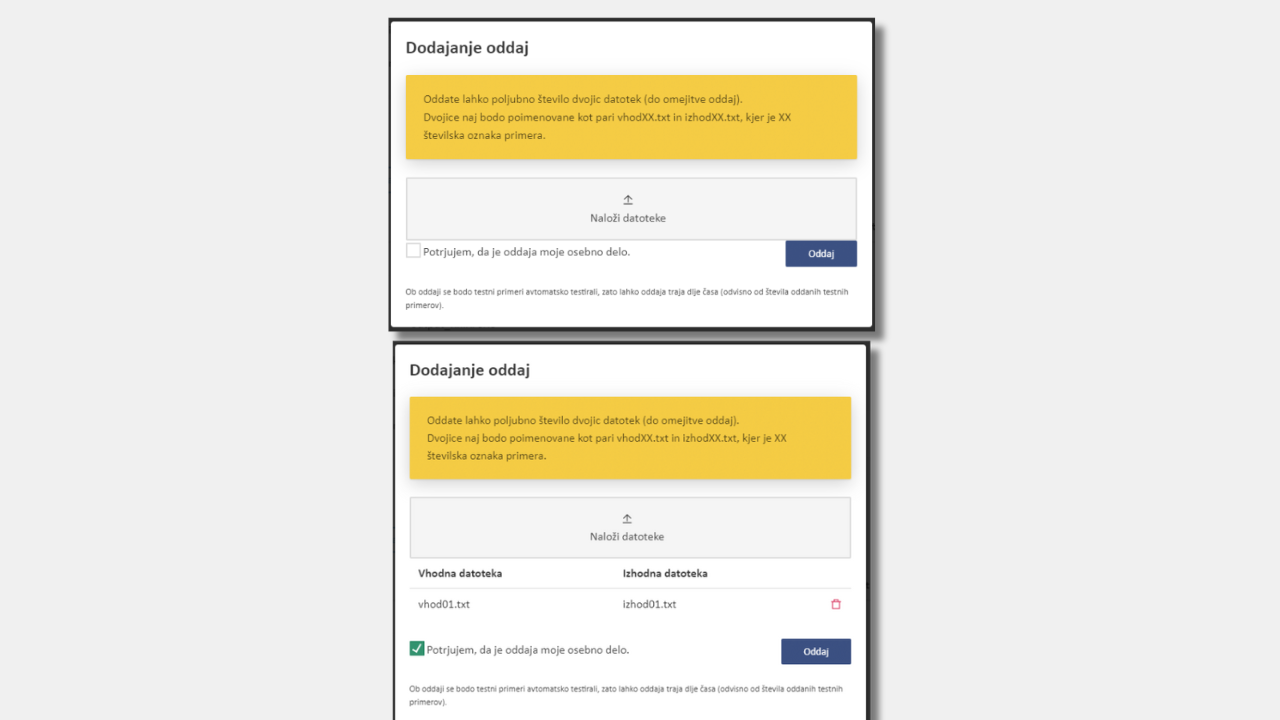 Dodajanje oddaj
Oddate lahko poljubno število dvojic datotek (do omejitve oddaj).
Dvojice naj bodo poimenovane kot pari vhodXX.txt in izhodXX.txt, kjer je XX
številska oznaka primera.
Naloži datoteke
Potrjujem, da je oddaja moje osebno delo.
Oddaj
Ob oddaji se bodo testni primeri avtomatsko testirali, zato lahko oddaja traja dlje časa (odvisno od števila oddanih testnih
primerov).
Dodajanje oddaj
Oddate lahko poljubno število dvojic datotek (do omejitve oddaj).
Dvojice naj bodo poimenovane kot pari vhodXX.txt in izhodXX.txt, kjer je XX
številska oznaka primera.
Naloži datoteke
Vhodna datoteka Izhodna datoteka
vhod01.txt izhod01.txt
Potrjujem, da je oddaja moje osebno delo.
Oddaj
Ob oddaji se bodo testni primeri avtomatsko testirali, zato lahko oddaja traja dlje časa (odvisno od števila oddanih testnih
primerov).